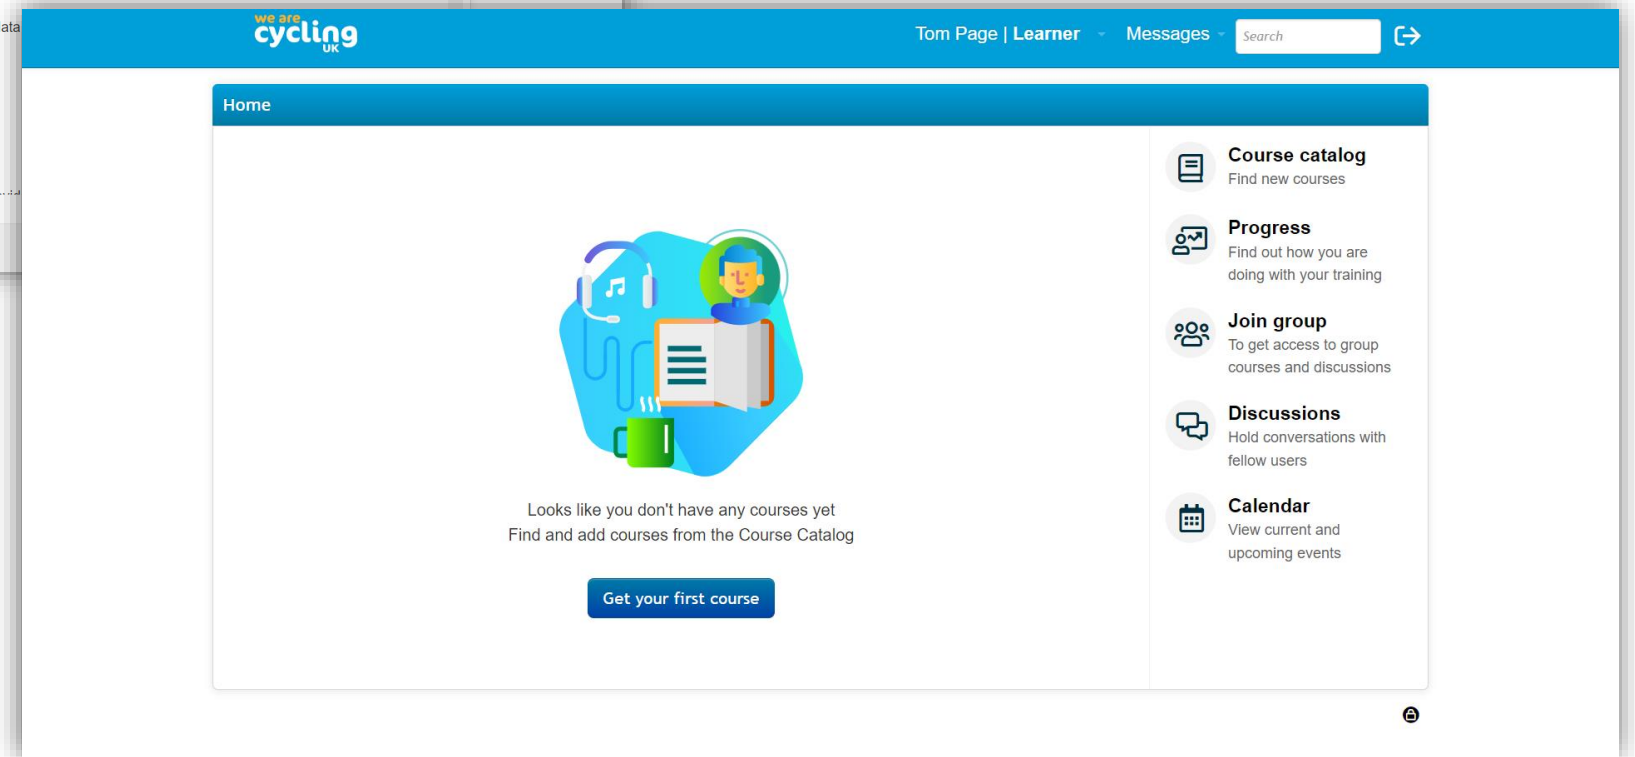 we are
cycling
UK
Tom Page | Learner
Messages
Search
Home
Course catalog
Find new courses
Progress
Find out how you are
doing with your training
Join group
To get access to group
courses and discussions
Discussions
Hold conversations with
fellow users
Calendar
View current and
upcoming events
Looks like you don't have any courses yet
Find and add courses from the Course Catalog
Get your first course